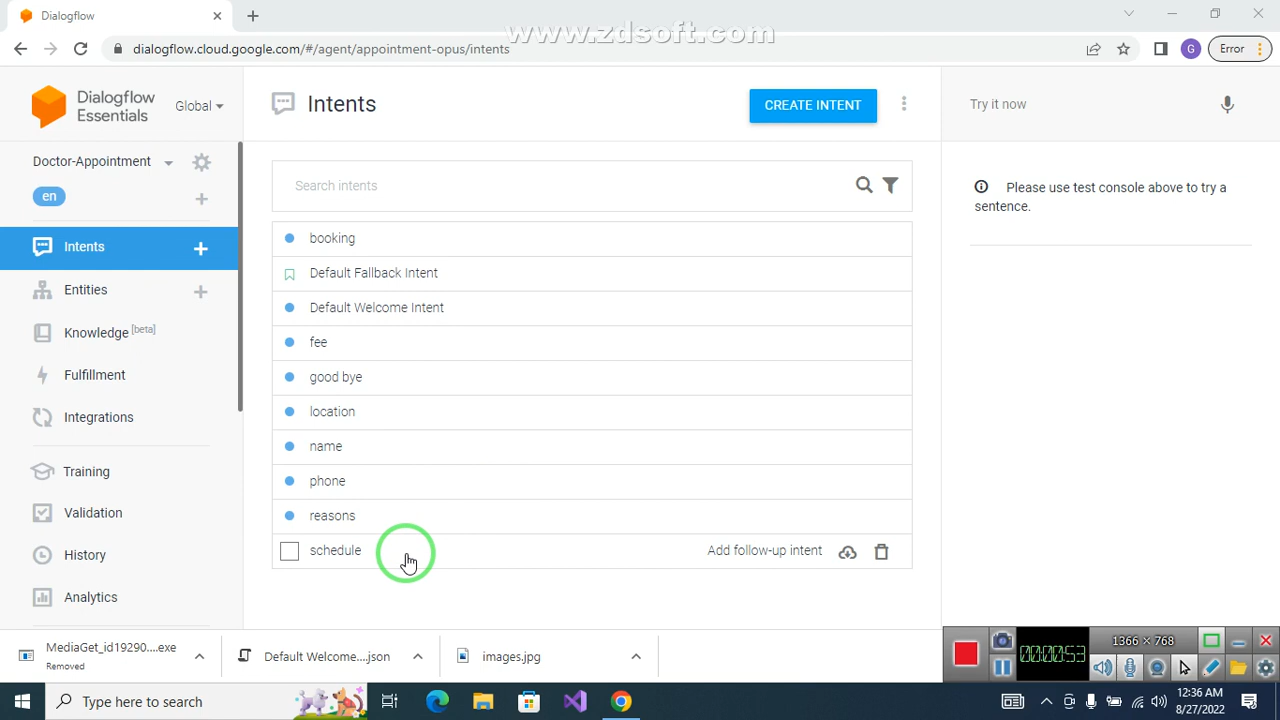 Dialogflow
www.zdsoft.com
dialogflow.cloud.google.com/#/agent/appointment-opus/intents
G
Error
Dialogflow
Essentials
Global
Intents
CREATE INTENT
Try it now
Doctor-Appointment
en
Search intents
Please use test console above to try a
sentence.
Intents
Entities
Knowledge [beta]
Fulfillment
Integrations
Training
Validation
History
Analytics
booking
Default Fallback Intent
Default Welcome Intent
fee
good bye
location
name
phone
reasons
schedule
Add follow-up intent
MediaGet_id19290....exe
Removed
Default Welcome....json
images.jpg
00:00:53
1366 × 768
Type here to search
12:36 AM
8/27/2022